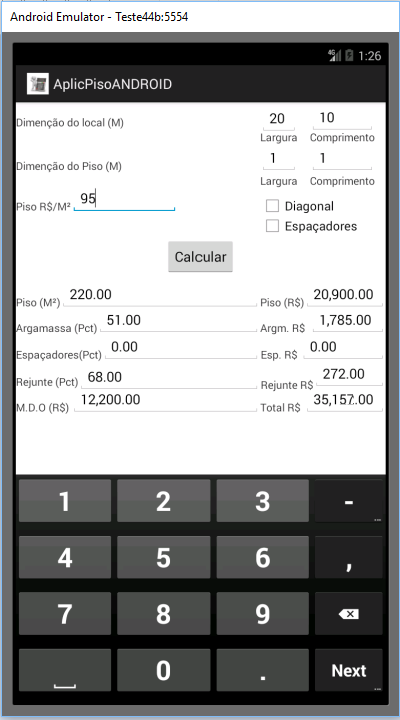 Android Emulator - Teste44b:5554
4G 1:26
AplicPisoANDROID
Dimenção do local (M) 20 10
Largura Comprimento
Dimenção do Piso (M) 1 1
Largura Comprimento
Piso R$/M² 95
Diagonal
Espaçadores
Calcular
Piso (M²) 220.00 Piso (R$) 20,900.00
Argamassa (Pct) 51.00 Argm. R$ 1,785.00
Espaçadores(Pct) 0.00 Esp. R$ 0.00
Rejunte (Pct) 68.00 Rejunte R$ 272.00
M.D.O (R$) 12,200.00 Total R$ 35,157.00
1 2 3 -
4 5 6 ,
7 8 9
0 . Next